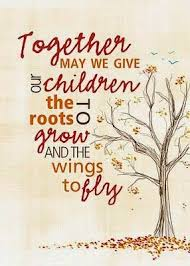 Together
MAY WE GIVE
our children
the TO
roots
grow
AND THE
wings
to fly